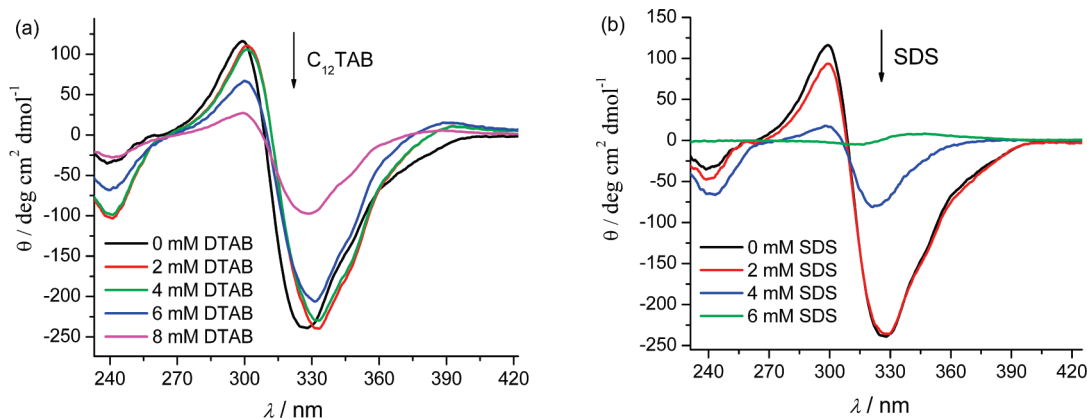 (a)
C₁₂TAB
θ / deg cm² dmol⁻¹
100
50
0
-50
-100
-150
-200
-250
0 mM DTAB
2 mM DTAB
4 mM DTAB
6 mM DTAB
8 mM DTAB
240 270 300 330 360 390 420
λ / nm
(b)
SDS
θ / deg cm² dmol⁻¹
150
100
50
0
-50
-100
-150
-200
-250
0 mM SDS
2 mM SDS
4 mM SDS
6 mM SDS
240 270 300 330 360 390 420
λ / nm